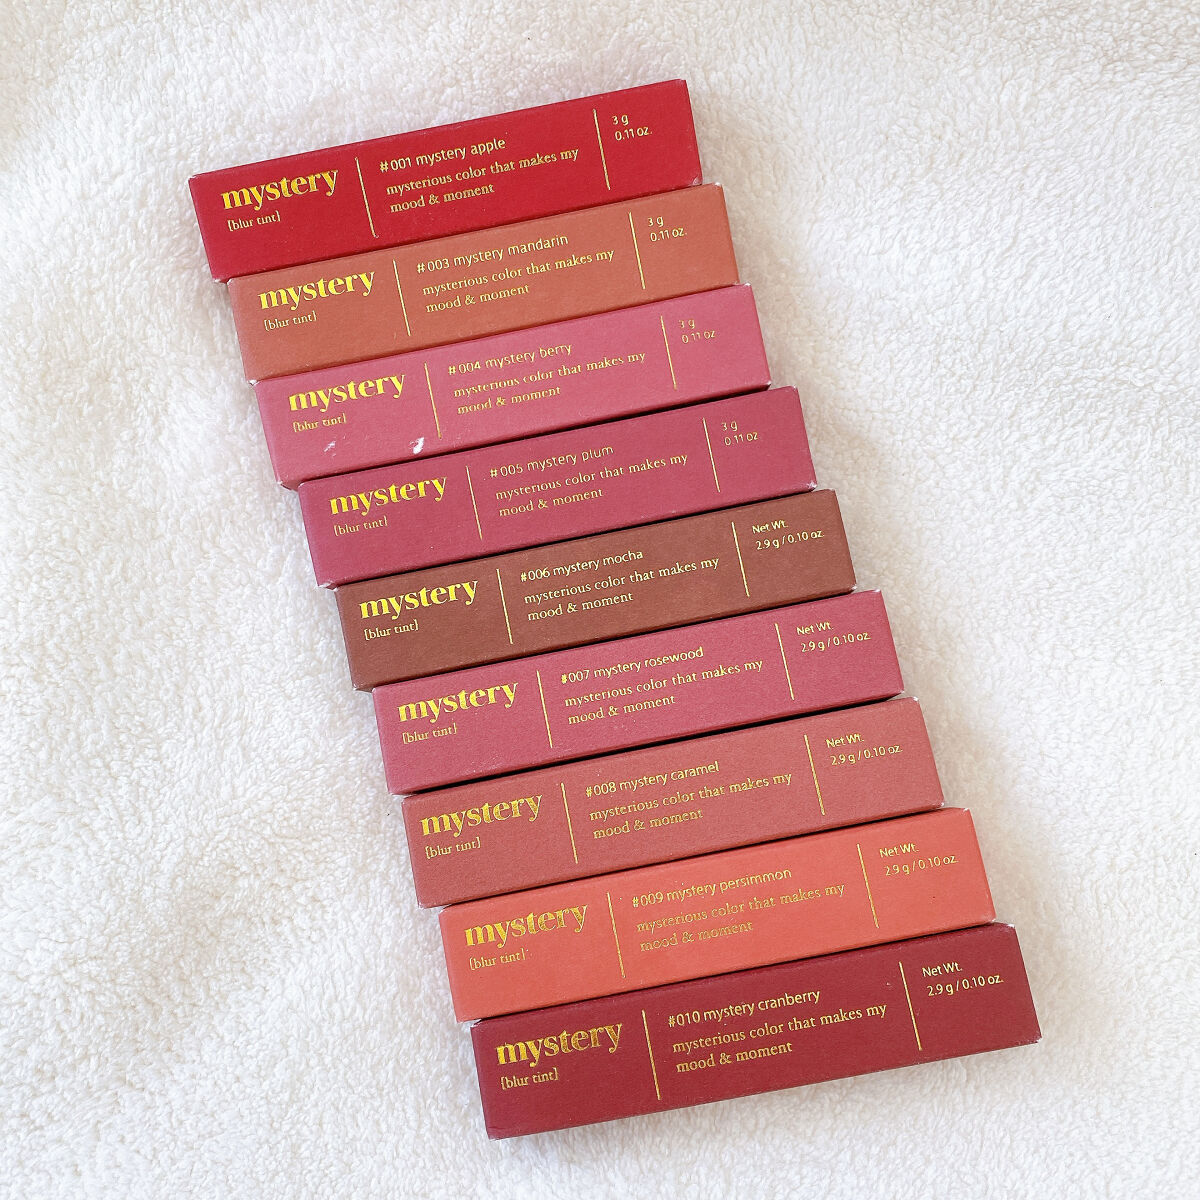 mystery
[blur tint]
#001 mystery apple
mysterious color that makes my
mood & moment
3 g
0.11 oz.
mystery
[blur tint]
#003 mystery mandarin
mysterious color that makes my
mood & moment
3 g
0.11 oz.
mystery
[blur tint]
#004 mystery berry
mysterious color that makes my
mood & moment
3 g
0.11 oz
mystery
[blur tint]
#005 mystery plum
mysterious color that makes my
mood & moment
3 g
0.11 oz
mystery
[blur tint]
#006 mystery mocha
mysterious color that makes my
mood & moment
Net Wt.
2.9 g / 0.10 oz.
mystery
[blur tint]
#007 mystery rosewood
mysterious color that makes my
mood & moment
Net Wt.
2.9 g / 0.10 oz.
mystery
[blur tint]
#008 mystery caramel
mysterious color that makes my
mood & moment
Net Wt.
2.9 g / 0.10 oz.
mystery
[blur tint]
#009 mystery persimmon
mysterious color that makes my
mood & moment
Net Wt.
2.9 g / 0.10 oz.
mystery
[blur tint]
#010 mystery cranberry
mysterious color that makes my
mood & moment
Net Wt.
2.9 g / 0.10 oz.